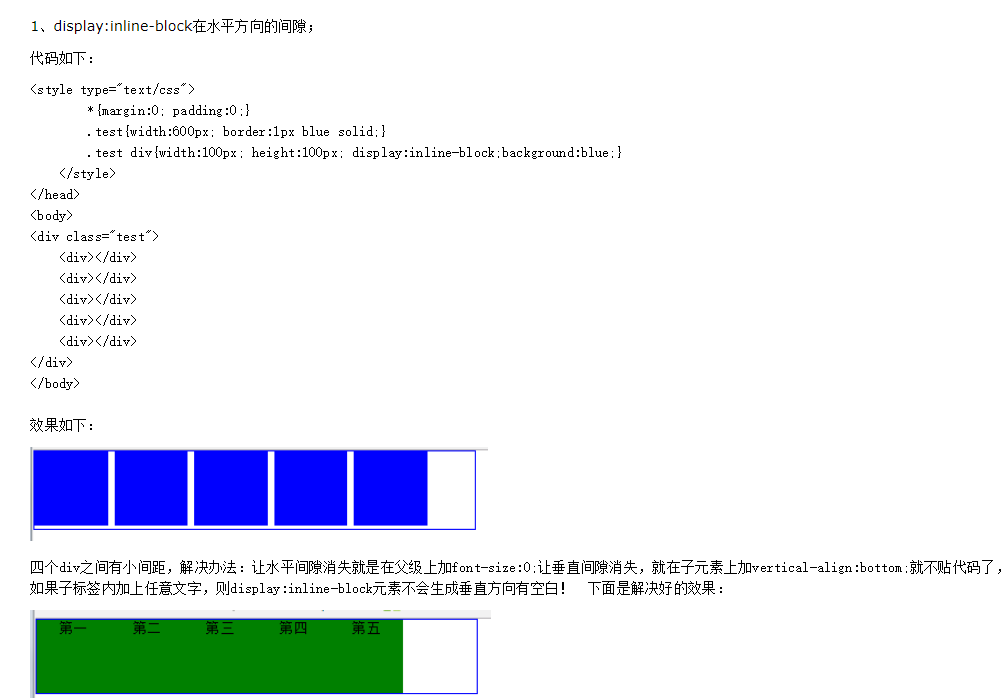 1、display:inline-block在水平方向的间隙;
代码如下:
<style type="text/css">
        *{margin:0; padding:0;}
        .test{width:600px; border:1px blue solid;}
        .test div{width:100px; height:100px; display:inline-block;background:blue;}
    </style>
</head>
<body>
<div class="test">
    <div></div>
    <div></div>
    <div></div>
    <div></div>
    <div></div>
</div>
</body>
效果如下:
四个div之间有小间距, 解决办法: 让水平间隙消失就是在父级上加font-size:0;让垂直间隙消失, 就在子元素上加vertical-align:bottom;就不贴代码了,
如果子标签内加上任意文字, 则display:inline-block元素不会生成垂直方向有空白! 下面是解决好的效果:
第一 第二 第三 第四 第五